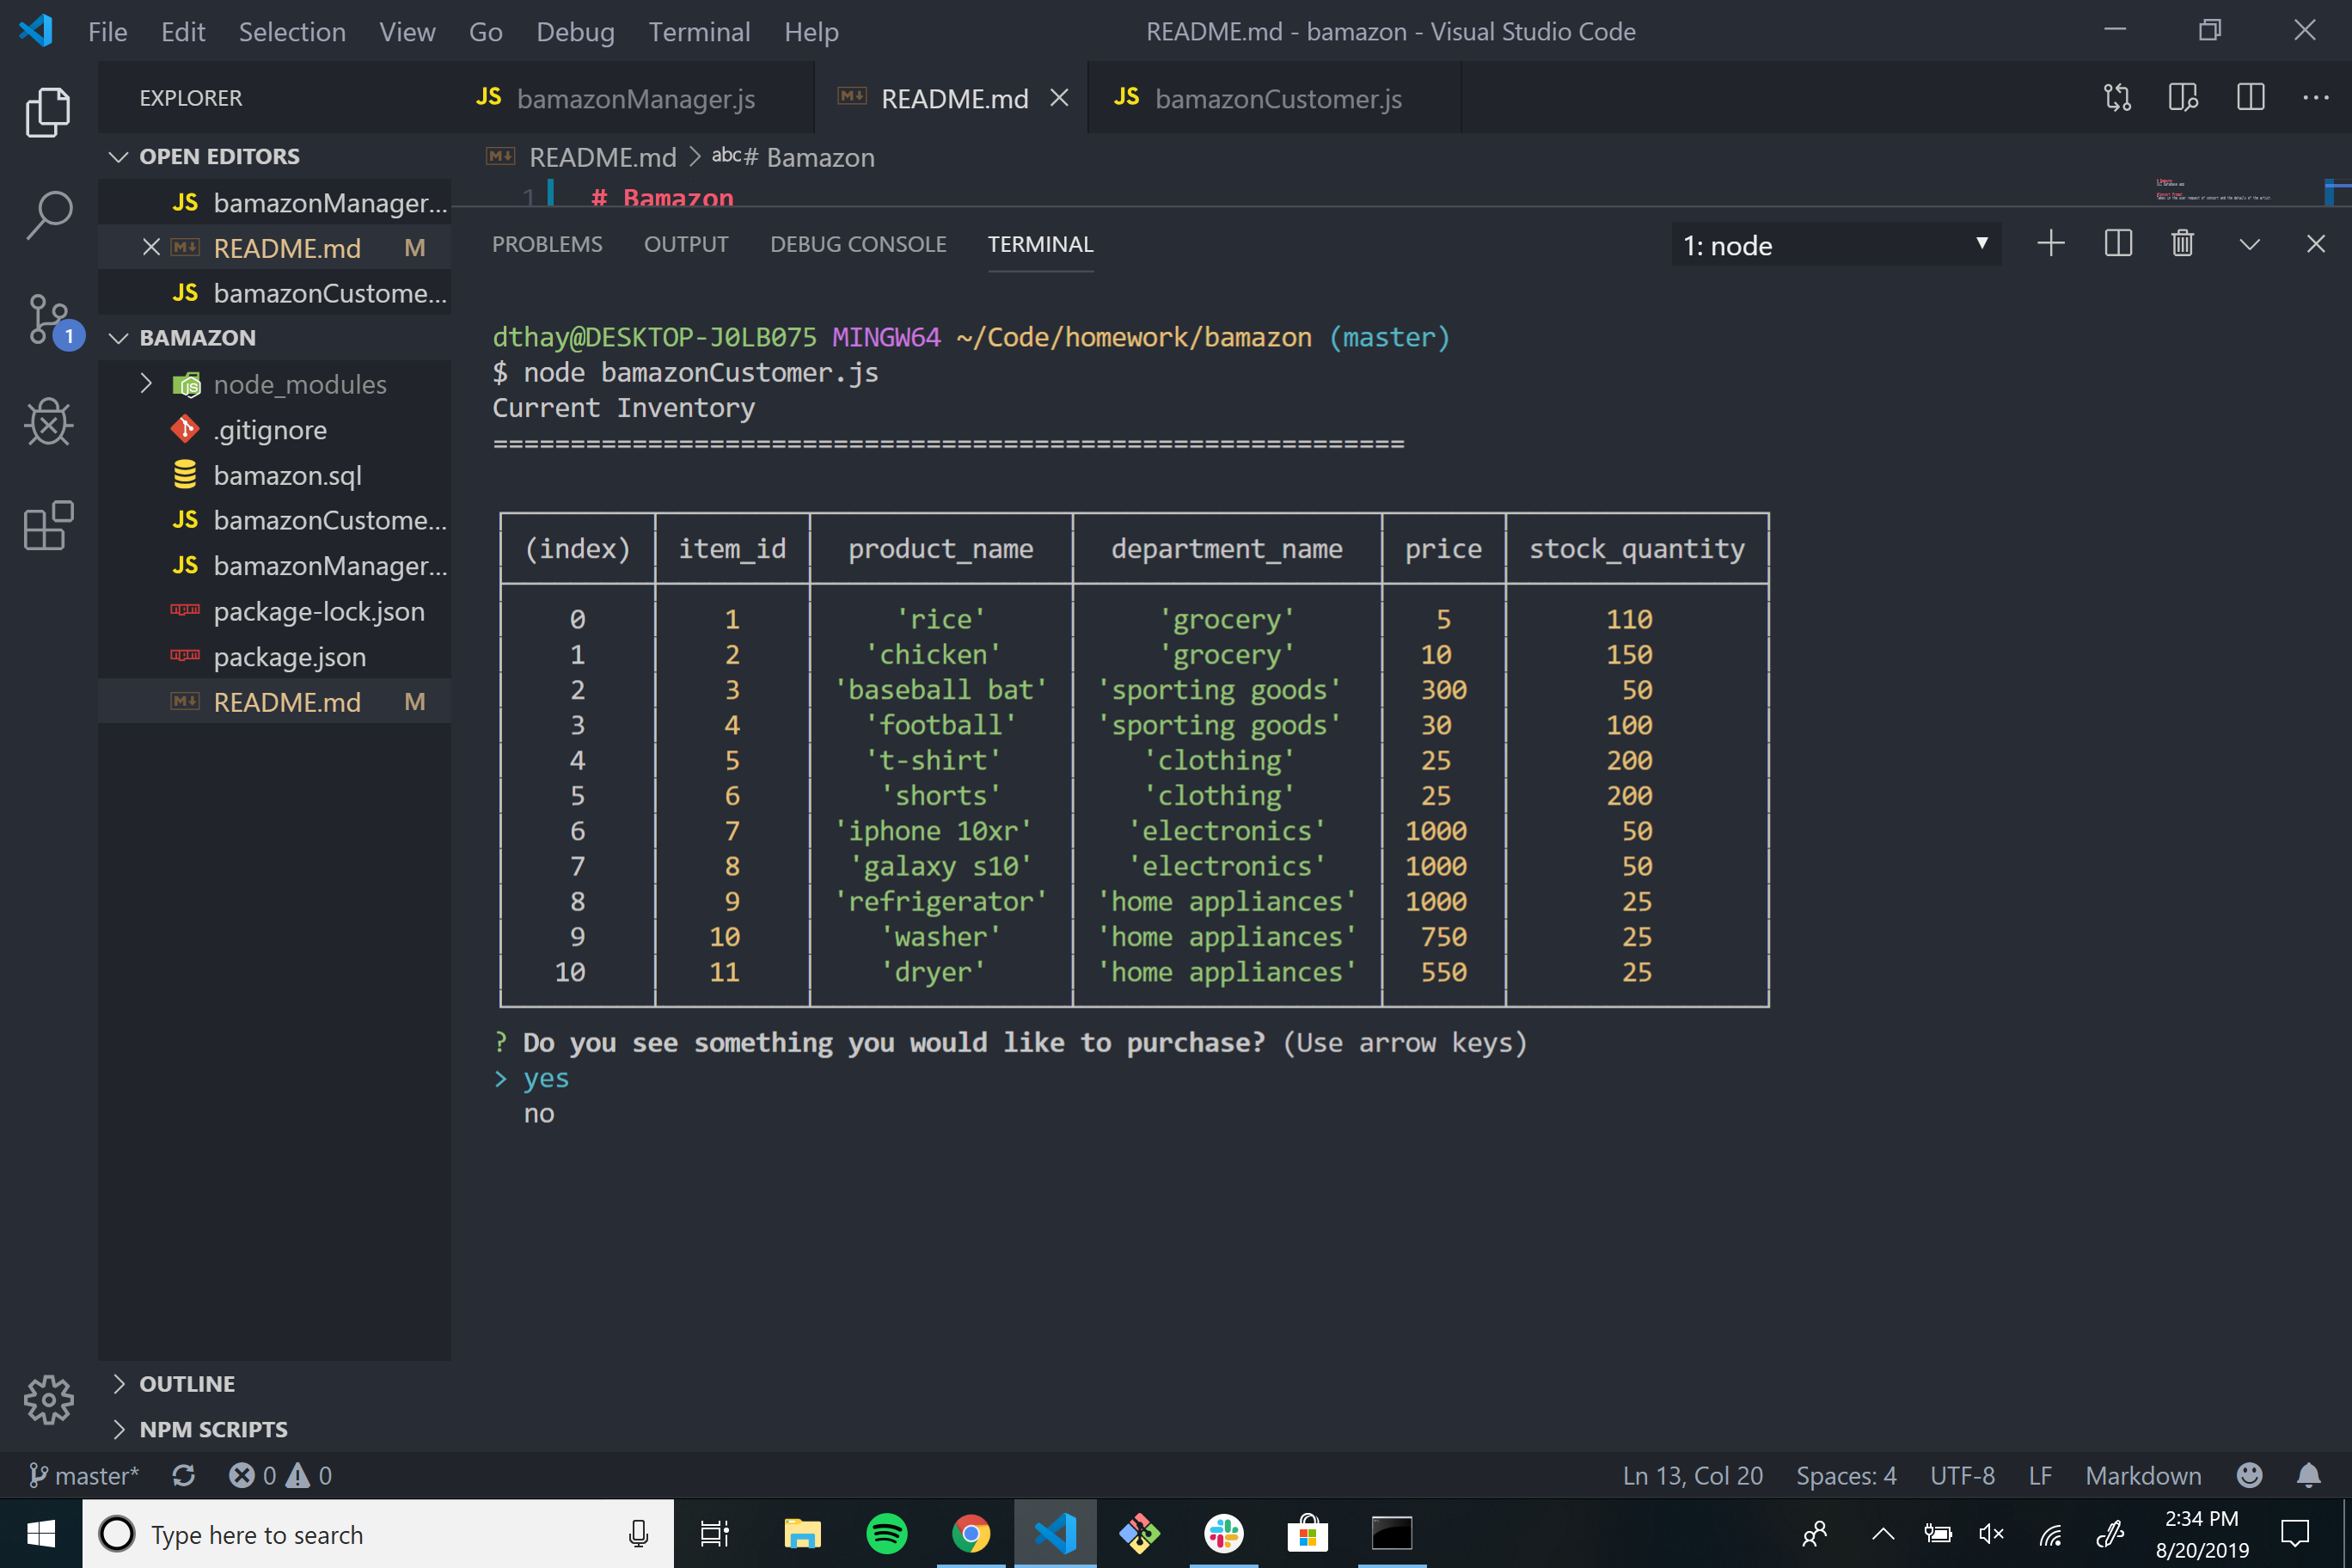 File Edit Selection View Go Debug Terminal Help
README.md - bamazon - Visual Studio Code
EXPLORER
JS bamazonManager.js
README.md
JS bamazonCustomer.js
OPEN EDITORS
JS bamazonManager...
README.md M
JS bamazonCustome...
BAMAZON
node_modules
.gitignore
bamazon.sql
JS bamazonCustome...
JS bamazonManager...
package-lock.json
package.json
README.md M
OUTLINE
NPM SCRIPTS
1
README.md > abc # Bamazon
1 # Bamazon
PROBLEMS OUTPUT DEBUG CONSOLE TERMINAL
1: node
dthay@DESKTOP-J0LB075 MINGW64 ~/Code/homework/bamazon (master)
$ node bamazonCustomer.js
Current Inventory
===========================================================
(index) item_id product_name department_name price stock_quantity
0 1 'rice' 'grocery' 5 110
1 2 'chicken' 'grocery' 10 150
2 3 'baseball bat' 'sporting goods' 300 50
3 4 'football' 'sporting goods' 30 100
4 5 't-shirt' 'clothing' 25 200
5 6 'shorts' 'clothing' 25 200
6 7 'iphone 10xr' 'electronics' 1000 50
7 8 'galaxy s10' 'electronics' 1000 50
8 9 'refrigerator' 'home appliances' 1000 25
9 10 'washer' 'home appliances' 750 25
10 11 'dryer' 'home appliances' 550 25
? Do you see something you would like to purchase? (Use arrow keys)
> yes
no
master* 0 0
Ln 13, Col 20 Spaces: 4 UTF-8 LF Markdown
Type here to search
2:34 PM
8/20/2019